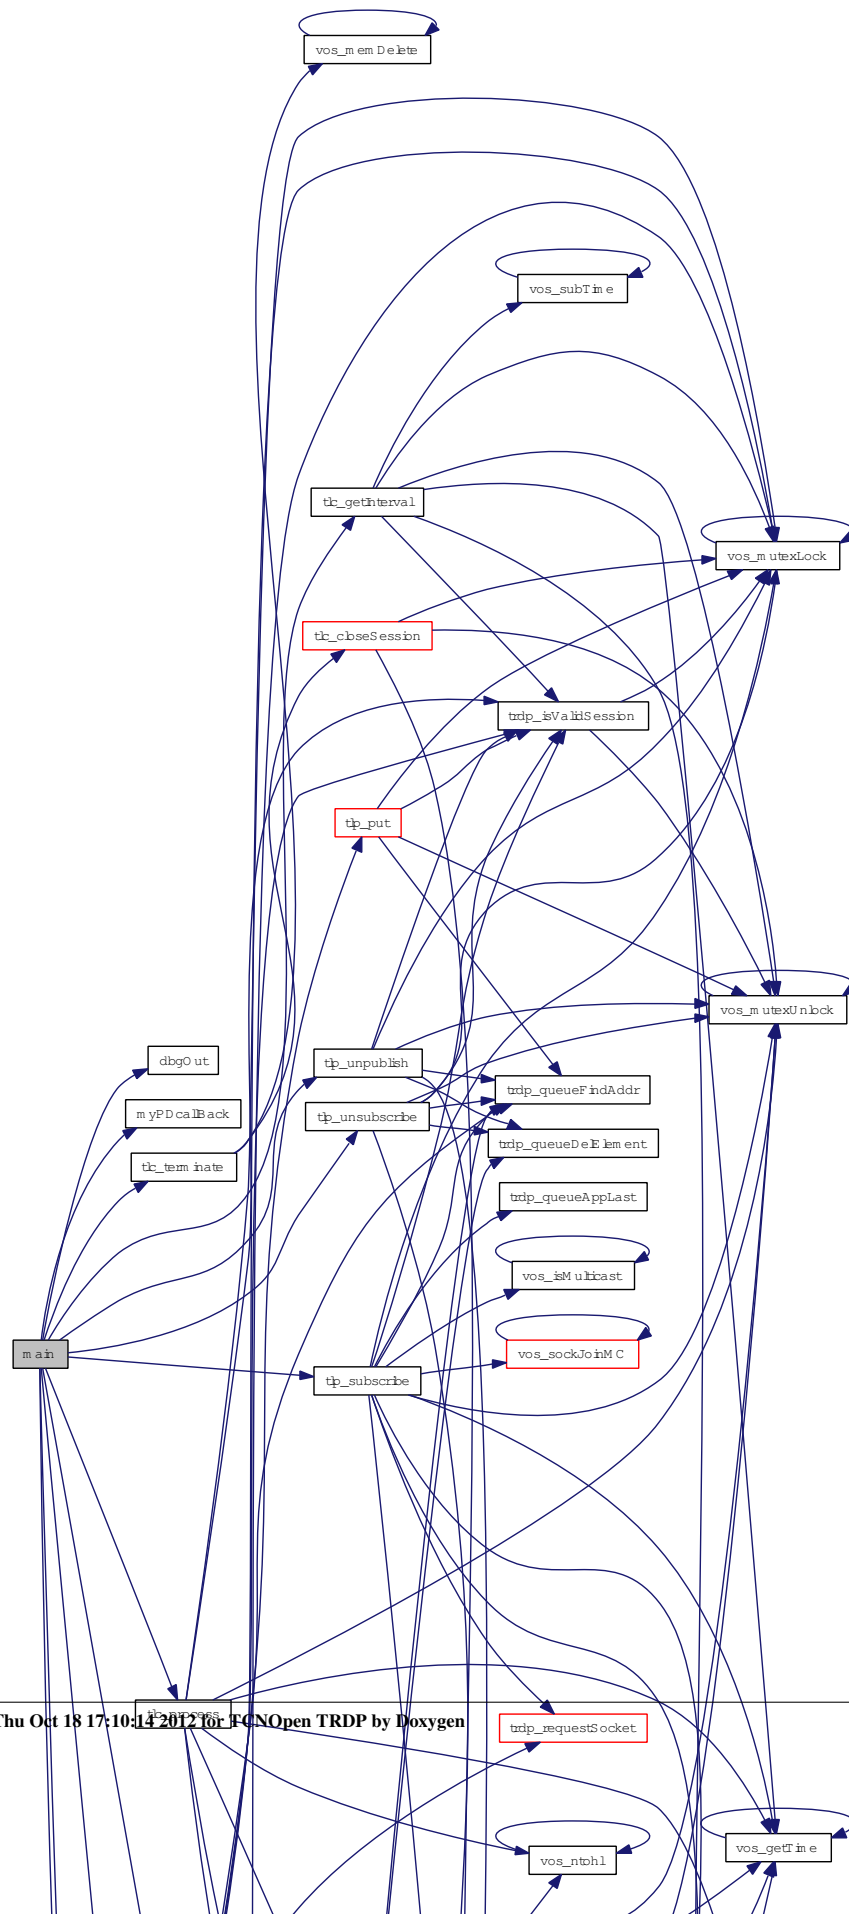 vos_memDelete
vos_subTime
tlc_getInterval
vos_mutexLock
tlc_closeSession
trdp_isValidSession
tlp_put
vos_mutexUnlock
dbgOut
tlp_unpublish
trdp_queueFindAddr
myPDcallBack
tlp_unsubscribe
trdp_queueDelElement
tlc_terminate
trdp_queueAppLast
vos_isMulticast
main
vos_sockJoinMC
tlp_subscribe
tlc_process
Thu Oct 18 17:10:14 2012 for TCNOpen TRDP by Doxygen
trdp_requestSocket
vos_getTime
vos_ntohl